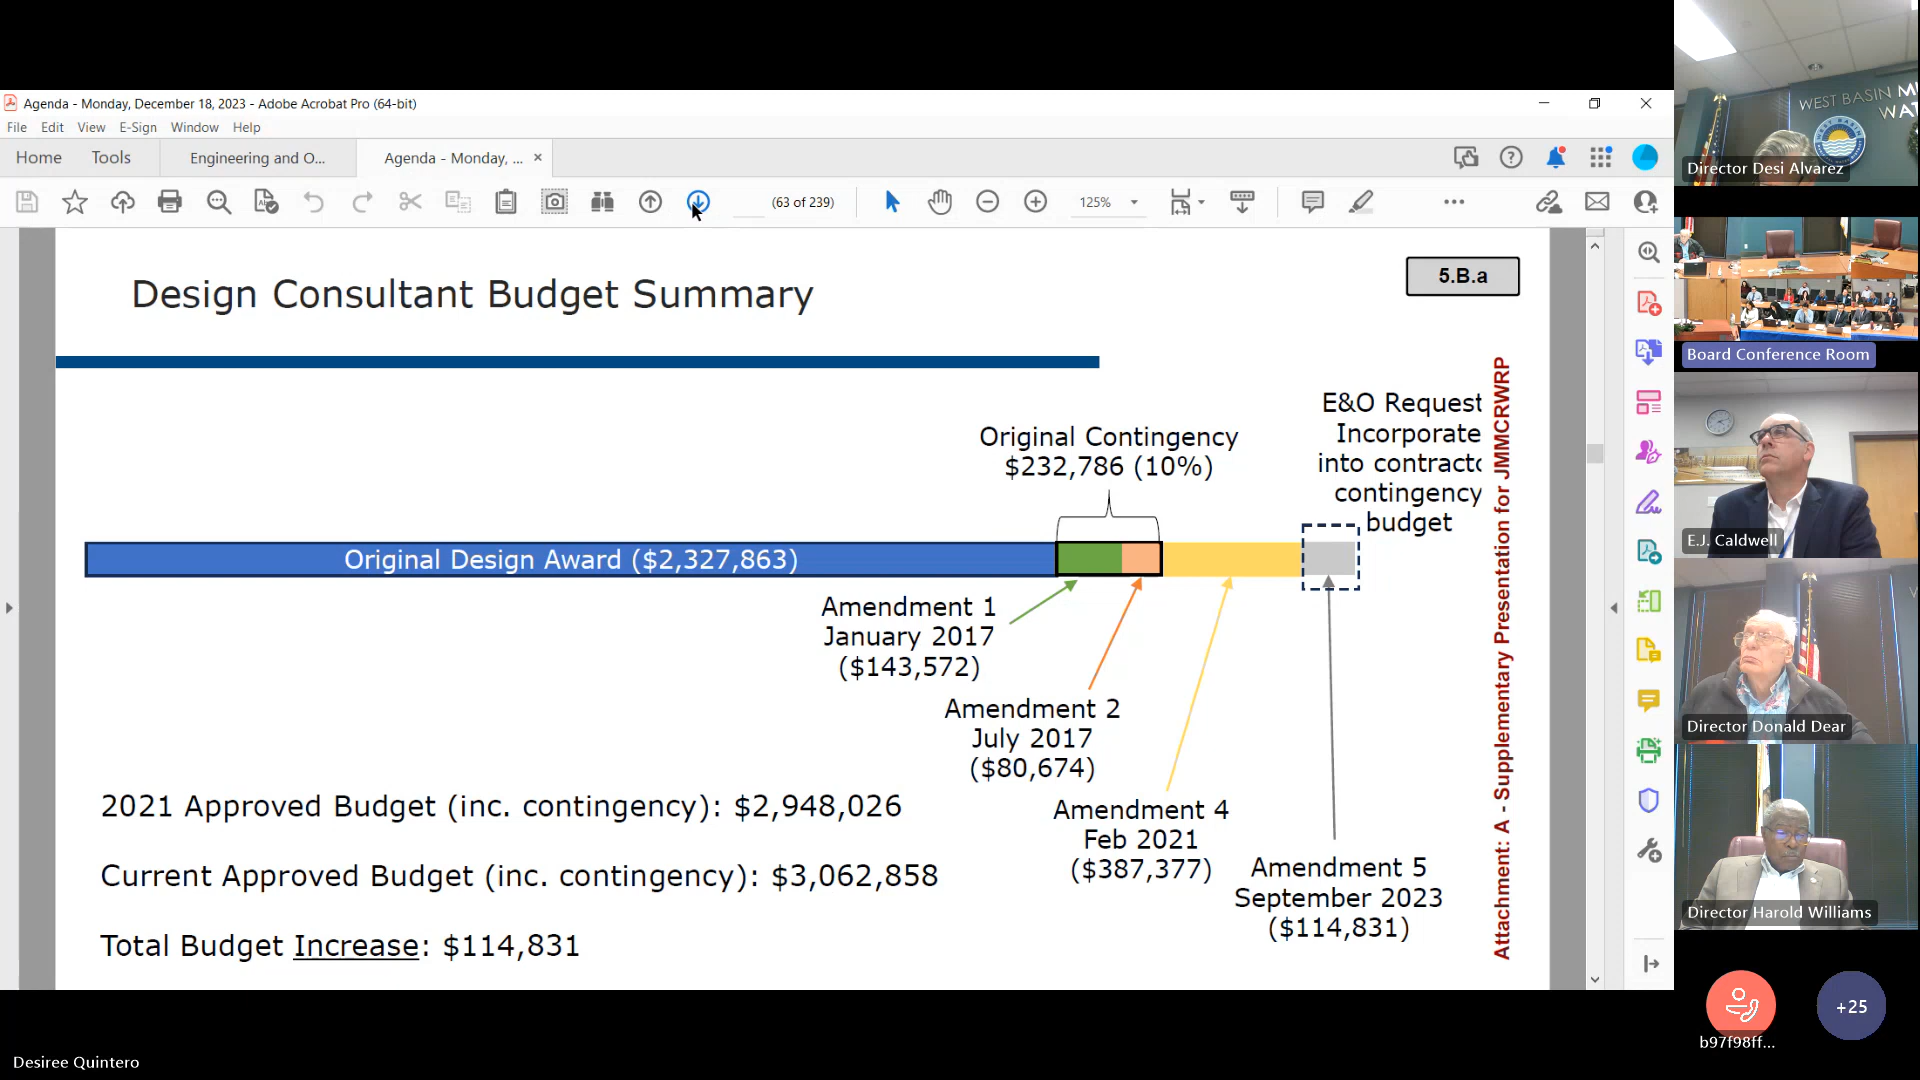 Agenda - Monday, December 18, 2023 - Adobe Acrobat Pro (64-bit)
File Edit View E-Sign Window Help
Home Tools Engineering and O... Agenda - Monday, ... ×
(63 of 239) 125%
Design Consultant Budget Summary
5.B.a
E&O Request
Incorporate
into contracto
contingency
budget
Original Contingency
$232,786 (10%)
Original Design Award ($2,327,863)
Amendment 1
January 2017
($143,572)
Amendment 2
July 2017
($80,674)
Amendment 4
Feb 2021
($387,377)
Amendment 5
September 2023
($114,831)
2021 Approved Budget (inc. contingency): $2,948,026
Current Approved Budget (inc. contingency): $3,062,858
Total Budget Increase: $114,831
Attachment: A - Supplementary Presentation for JMMCRWRP
WEST BASIN
Director Desi Alvarez
Board Conference Room
E.J. Caldwell
Director Donald Dear
Director Harold Williams
b97f98ff...
+25
Desiree Quintero